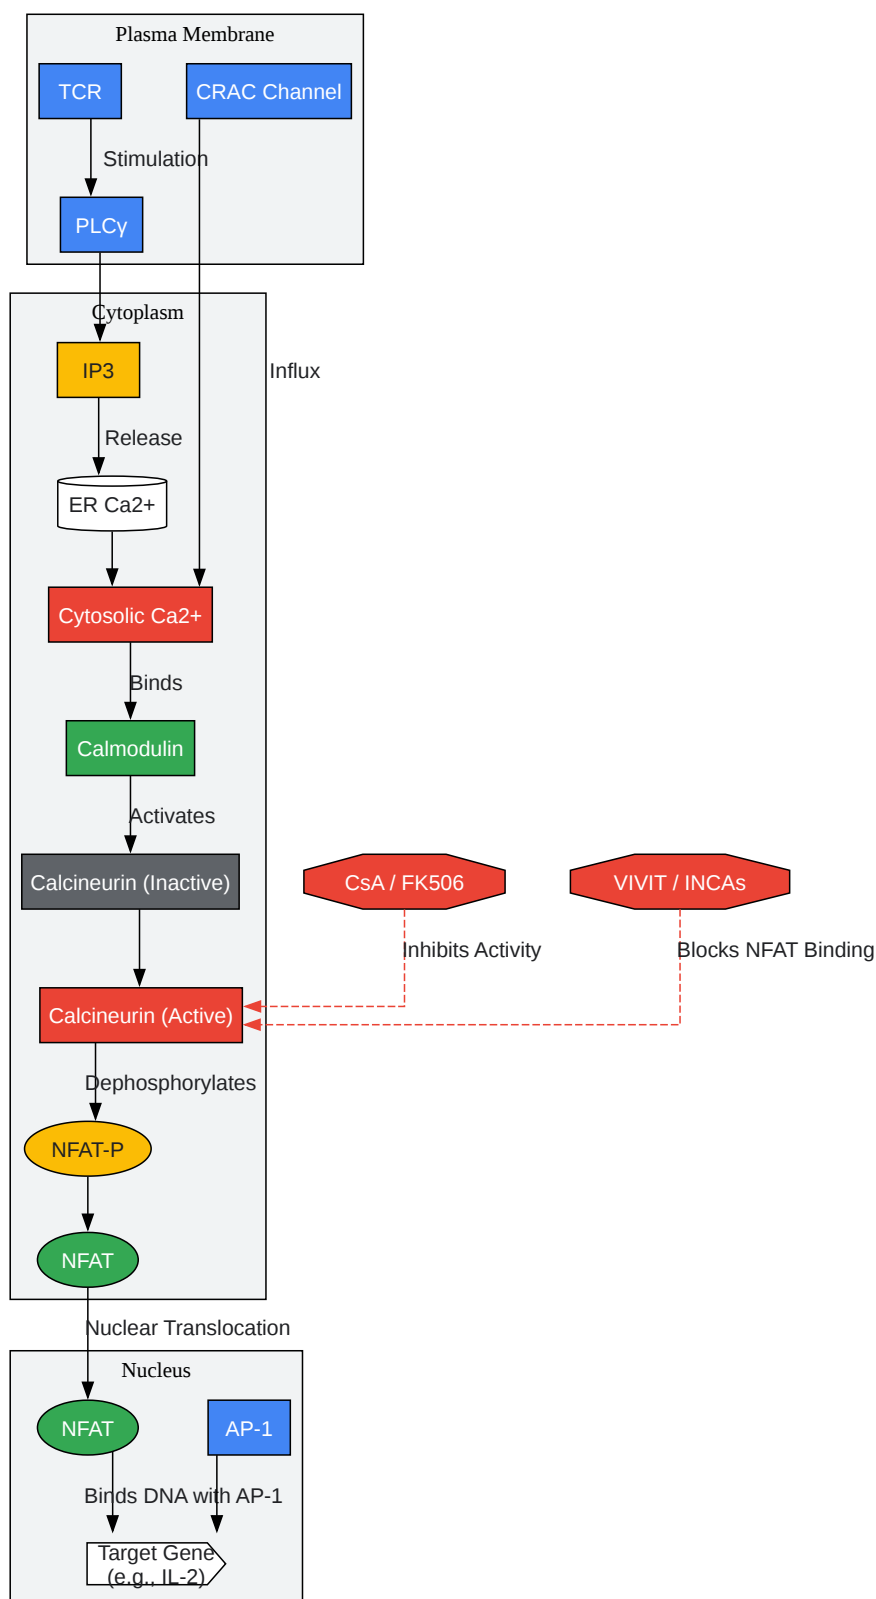 Plasma Membrane
TCR
CRAC Channel
Stimulation
PLCγ
Cytoplasm
IP3
Influx
Release
ER Ca2+
Cytosolic Ca2+
Binds
Calmodulin
Activates
Calcineurin (Inactive)
CsA / FK506
VIVIT / INCAs
Inhibits Activity
Blocks NFAT Binding
Calcineurin (Active)
Dephosphorylates
NFAT-P
NFAT
Nuclear Translocation
Nucleus
NFAT
AP-1
Binds DNA with AP-1
Target Gene
(e.g., IL-2)